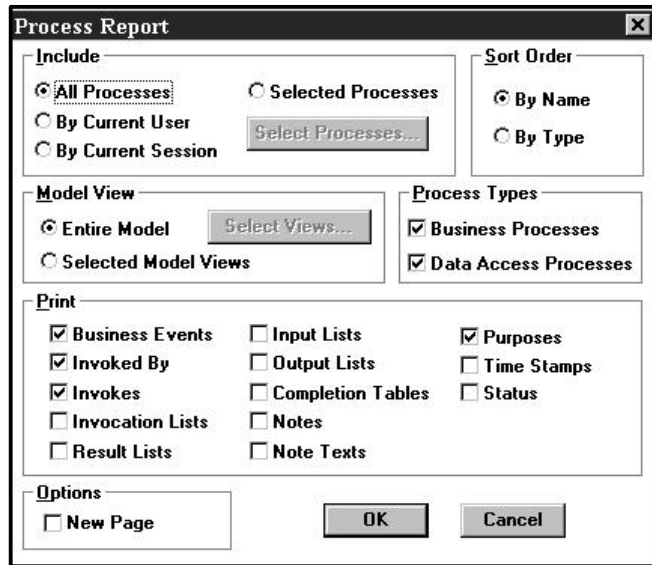 Process Report
Include
All Processes
By Current User
By Current Session
Selected Processes
Select Processes...
Sort Order
By Name
By Type
Model View
Entire Model
Select Views...
Selected Model Views
Process Types
Business Processes
Data Access Processes
Print
Business Events
Invoked By
Invokes
Invocation Lists
Result Lists
Input Lists
Output Lists
Completion Tables
Notes
Note Texts
Purposes
Time Stamps
Status
Options
New Page
OK
Cancel